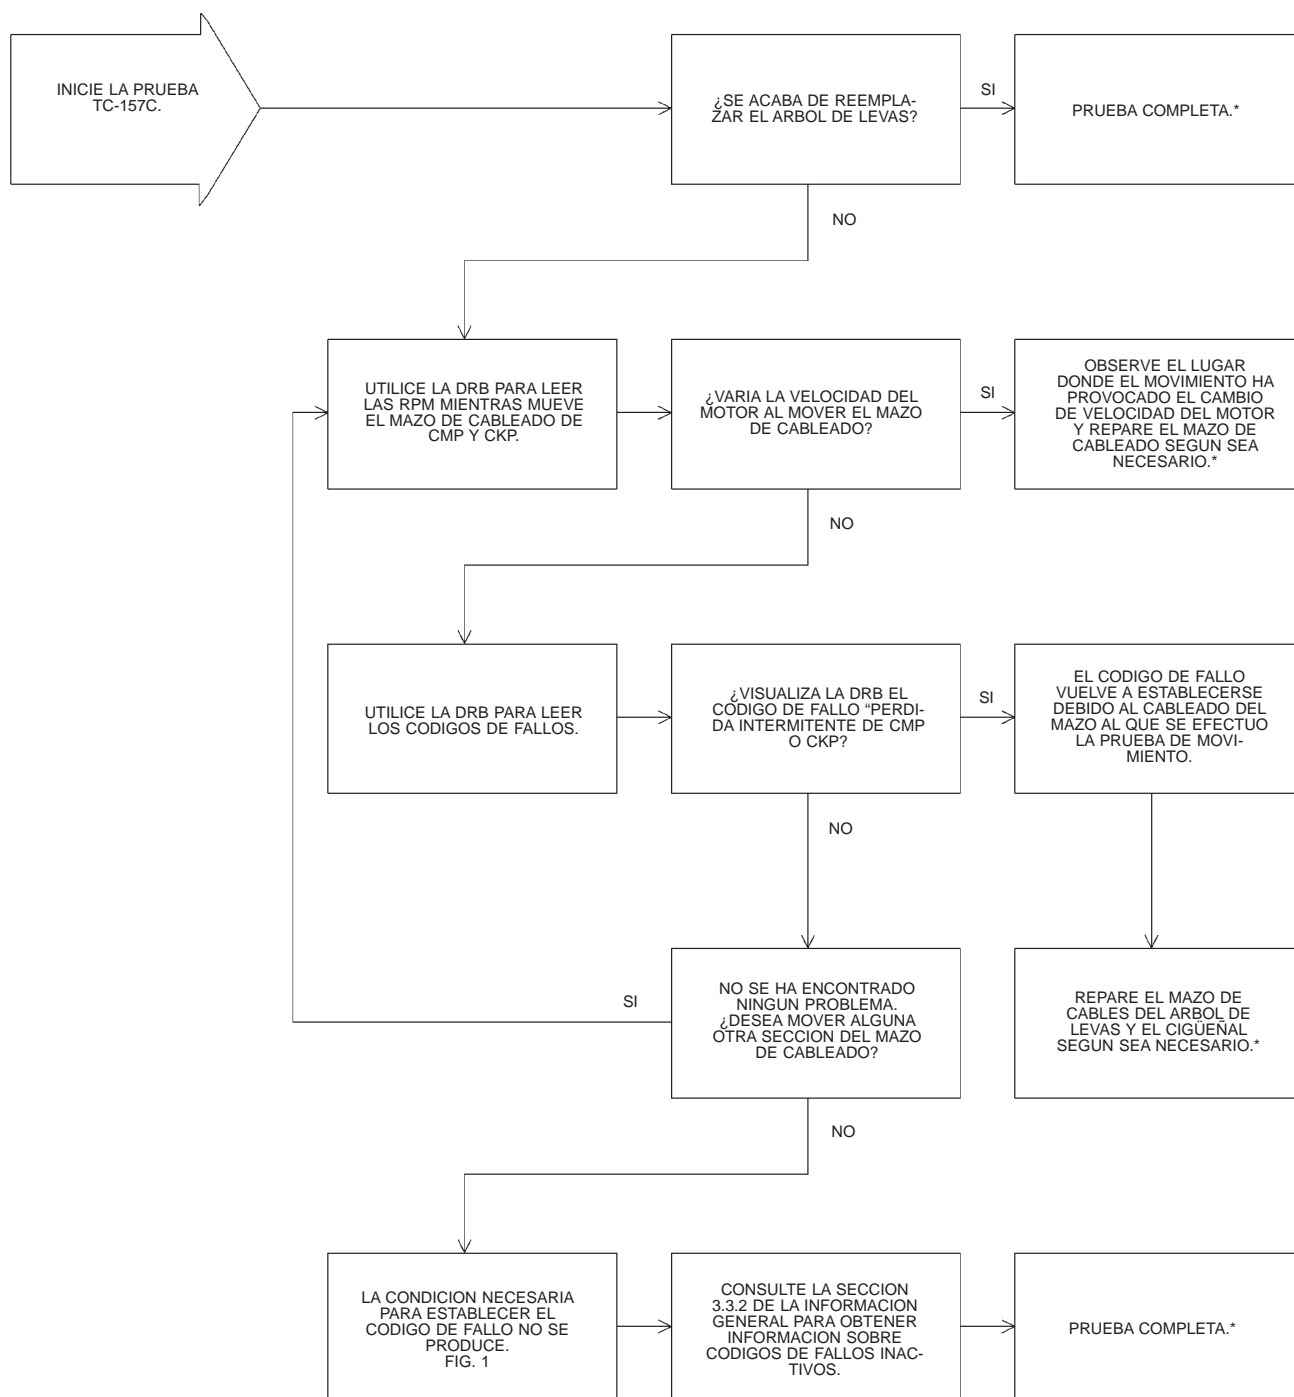 INICIE LA PRUEBA
TC-157C.
¿SE ACABA DE REEMPLA-
ZAR EL ARBOL DE LEVAS?
SI
PRUEBA COMPLETA.*
NO
UTILICE LA DRB PARA LEER
LAS RPM MIENTRAS MUEVE
EL MAZO DE CABLEADO DE
CMP Y CKP.
¿VARIA LA VELOCIDAD DEL
MOTOR AL MOVER EL MAZO
DE CABLEADO?
SI
OBSERVE EL LUGAR
DONDE EL MOVIMIENTO HA
PROVOCADO EL CAMBIO
DE VELOCIDAD DEL MOTOR
Y REPARE EL MAZO DE
CABLEADO SEGUN SEA
NECESARIO.*
NO
UTILICE LA DRB PARA LEER
LOS CODIGOS DE FALLOS.
¿VISUALIZA LA DRB EL
CODIGO DE FALLO “PERDI-
DA INTERMITENTE DE CMP
O CKP?
SI
EL CODIGO DE FALLO
VUELVE A ESTABLECERSE
DEBIDO AL CABLEADO DEL
MAZO AL QUE SE EFECTUO
LA PRUEBA DE MOVI-
MIENTO.
NO
SI
NO SE HA ENCONTRADO
NINGUN PROBLEMA.
¿DESEA MOVER ALGUNA
OTRA SECCION DEL MAZO
DE CABLEADO?
REPARE EL MAZO DE
CABLES DEL ARBOL DE
LEVAS Y EL CIGÜEÑAL
SEGUN SEA NECESARIO.*
NO
LA CONDICION NECESARIA
PARA ESTABLECER EL
CODIGO DE FALLO NO SE
PRODUCE.
FIG. 1
CONSULTE LA SECCION
3.3.2 DE LA INFORMACION
GENERAL PARA OBTENER
INFORMACION SOBRE
CODIGOS DE FALLOS INAC-
TIVOS.
PRUEBA COMPLETA.*